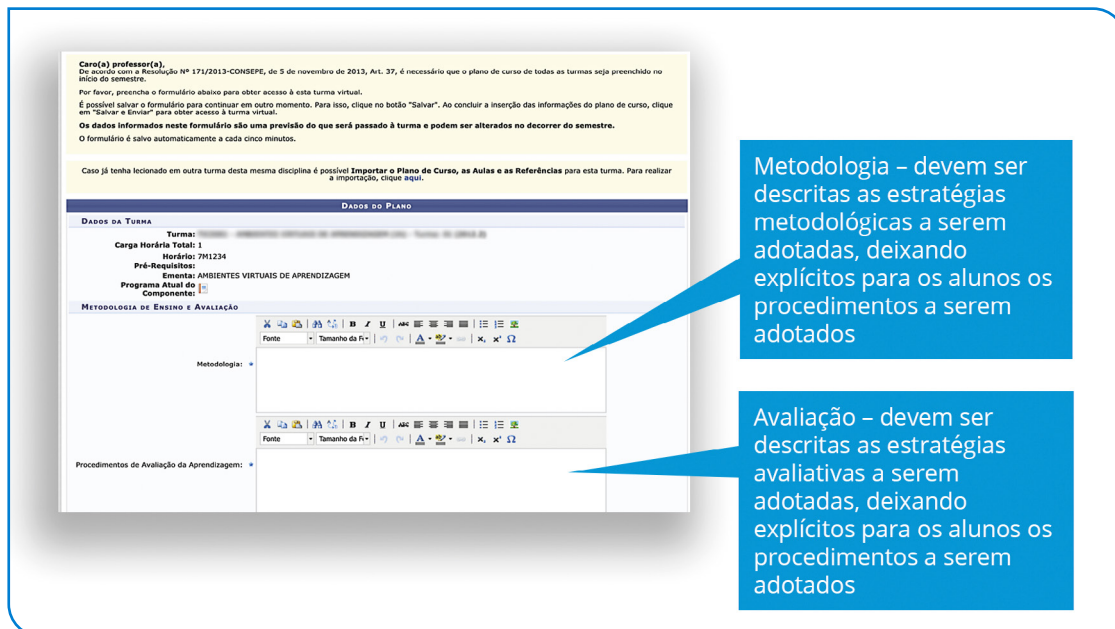 Caro(a) professor(a),
De acordo com a Resolução Nº 171/2013-CONSEPE, de 5 de novembro de 2013, Art. 37, é necessário que o plano de curso de todas as turmas seja preenchido no
início do semestre.
Por favor, preencha o formulário abaixo para obter acesso à esta turma virtual.
É possível salvar o formulário para continuar em outro momento. Para isso, clique no botão "Salvar". Ao concluir a inserção das informações do plano de curso, clique
em "Salvar e Enviar" para obter acesso à turma virtual.
Os dados informados neste formulário são uma previsão do que será passado à turma e podem ser alterados no decorrer do semestre.
O formulário é salvo automaticamente a cada cinco minutos.
Caso já tenha lecionado em outra turma desta mesma disciplina é possível Importar o Plano de Curso, as Aulas e as Referências para esta turma. Para realizar
a importação, clique aqui.
DADOS DO PLANO
DADOS DA TURMA
Turma:
Carga Horária Total: 1
Horário: 7M1234
Pré-Requisitos:
Ementa: AMBIENTES VIRTUAIS DE APRENDIZAGEM
Programa Atual do
Componente:
METODOLOGIA DE ENSINO E AVALIAÇÃO
B I U ABC
Fonte Tamanho da F A x, x² Ω
Metodologia:
B I U ABC
Fonte Tamanho da F A x, x² Ω
Procedimentos de Avaliação da Aprendizagem:
Metodologia – devem ser
descritas as estratégias
metodológicas a serem
adotadas, deixando
explícitos para os alunos os
procedimentos a serem
adotados
Avaliação – devem ser
descritas as estratégias
avaliativas a serem
adotadas, deixando
explícitos para os alunos os
procedimentos a serem
adotados